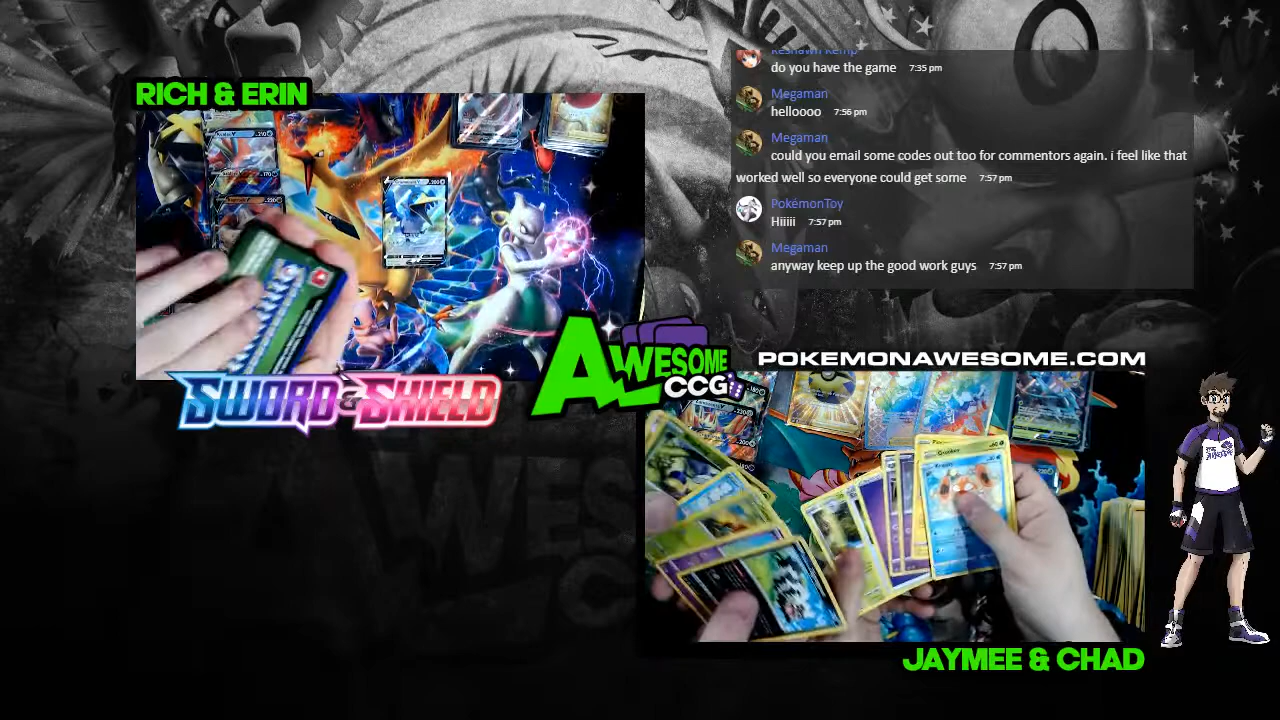 RICH & ERIN
do you have the game 7:35 pm
Megaman
helloooo 7:56 pm
Megaman
could you email some codes out too for commentors again. i feel like that
worked well so everyone could get some 7:57 pm
PokémonToy
Hiiiii 7:57 pm
Megaman
anyway keep up the good work guys 7:57 pm
AWESOME
CCG
POKEMONAWESOME.COM
SWORD & SHIELD
JAYMEE & CHAD